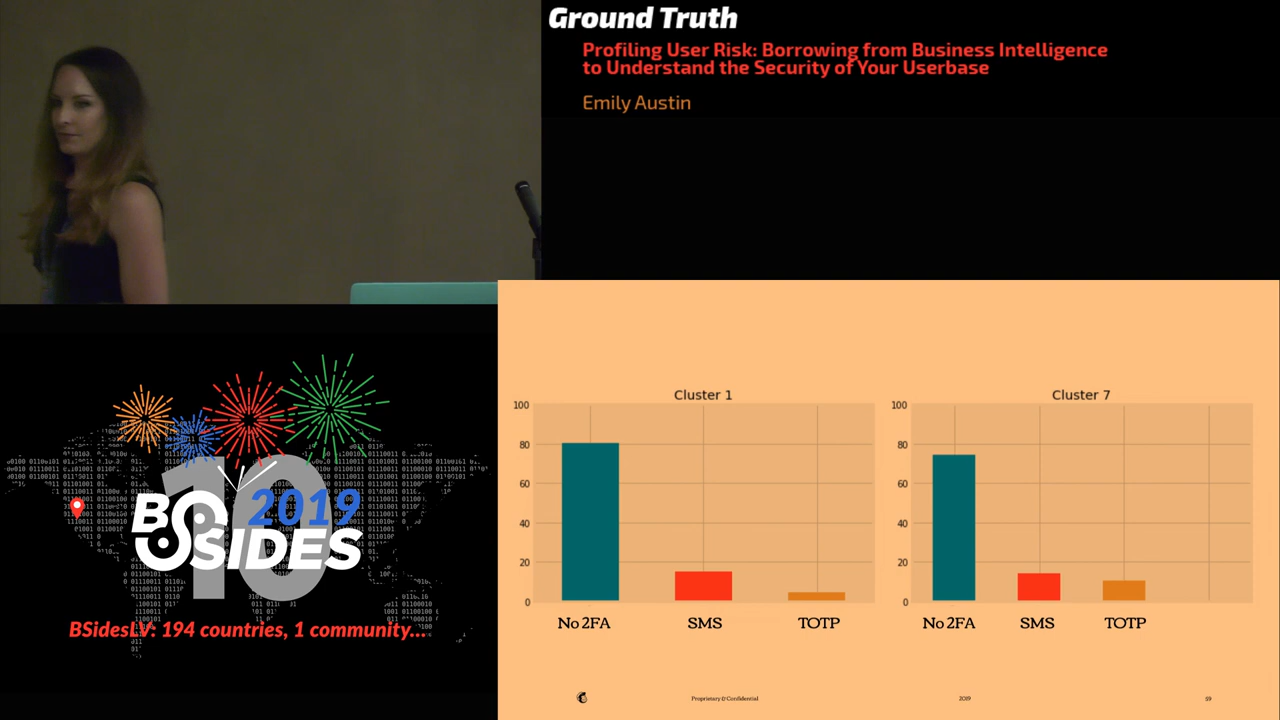 Ground Truth
Profiling User Risk: Borrowing from Business Intelligence
to Understand the Security of Your Userbase
Emily Austin
10
2019
BSIDES
BSidesLV: 194 countries, 1 community...
Cluster 1
100
80
60
40
20
0
No 2FA SMS TOTP
Cluster 7
100
80
60
40
20
0
No 2FA SMS TOTP
Proprietary & Confidential 2019 59